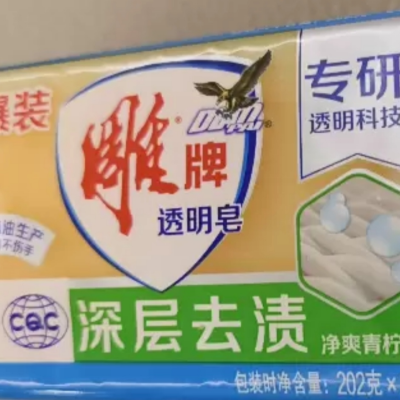 爆装
雕牌
透明皂
专研
透明科技
油生产
不伤手
CQC
深层去渍
净爽青柠
包装时净含量：202克×